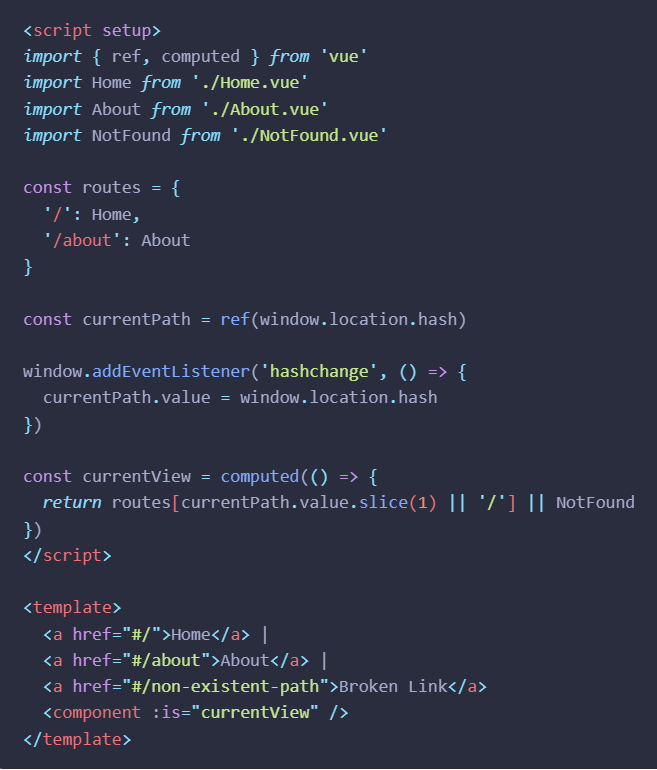 <script setup>
import { ref, computed } from 'vue'
import Home from './Home.vue'
import About from './About.vue'
import NotFound from './NotFound.vue'

const routes = {
  '/': Home,
  '/about': About
}

const currentPath = ref(window.location.hash)

window.addEventListener('hashchange', () => {
  currentPath.value = window.location.hash
})

const currentView = computed(() => {
  return routes[currentPath.value.slice(1) || '/'] || NotFound
})
</script>

<template>
  <a href="#/">Home</a> |
  <a href="#/about">About</a> |
  <a href="#/non-existent-path">Broken Link</a>
  <component :is="currentView" />
</template>